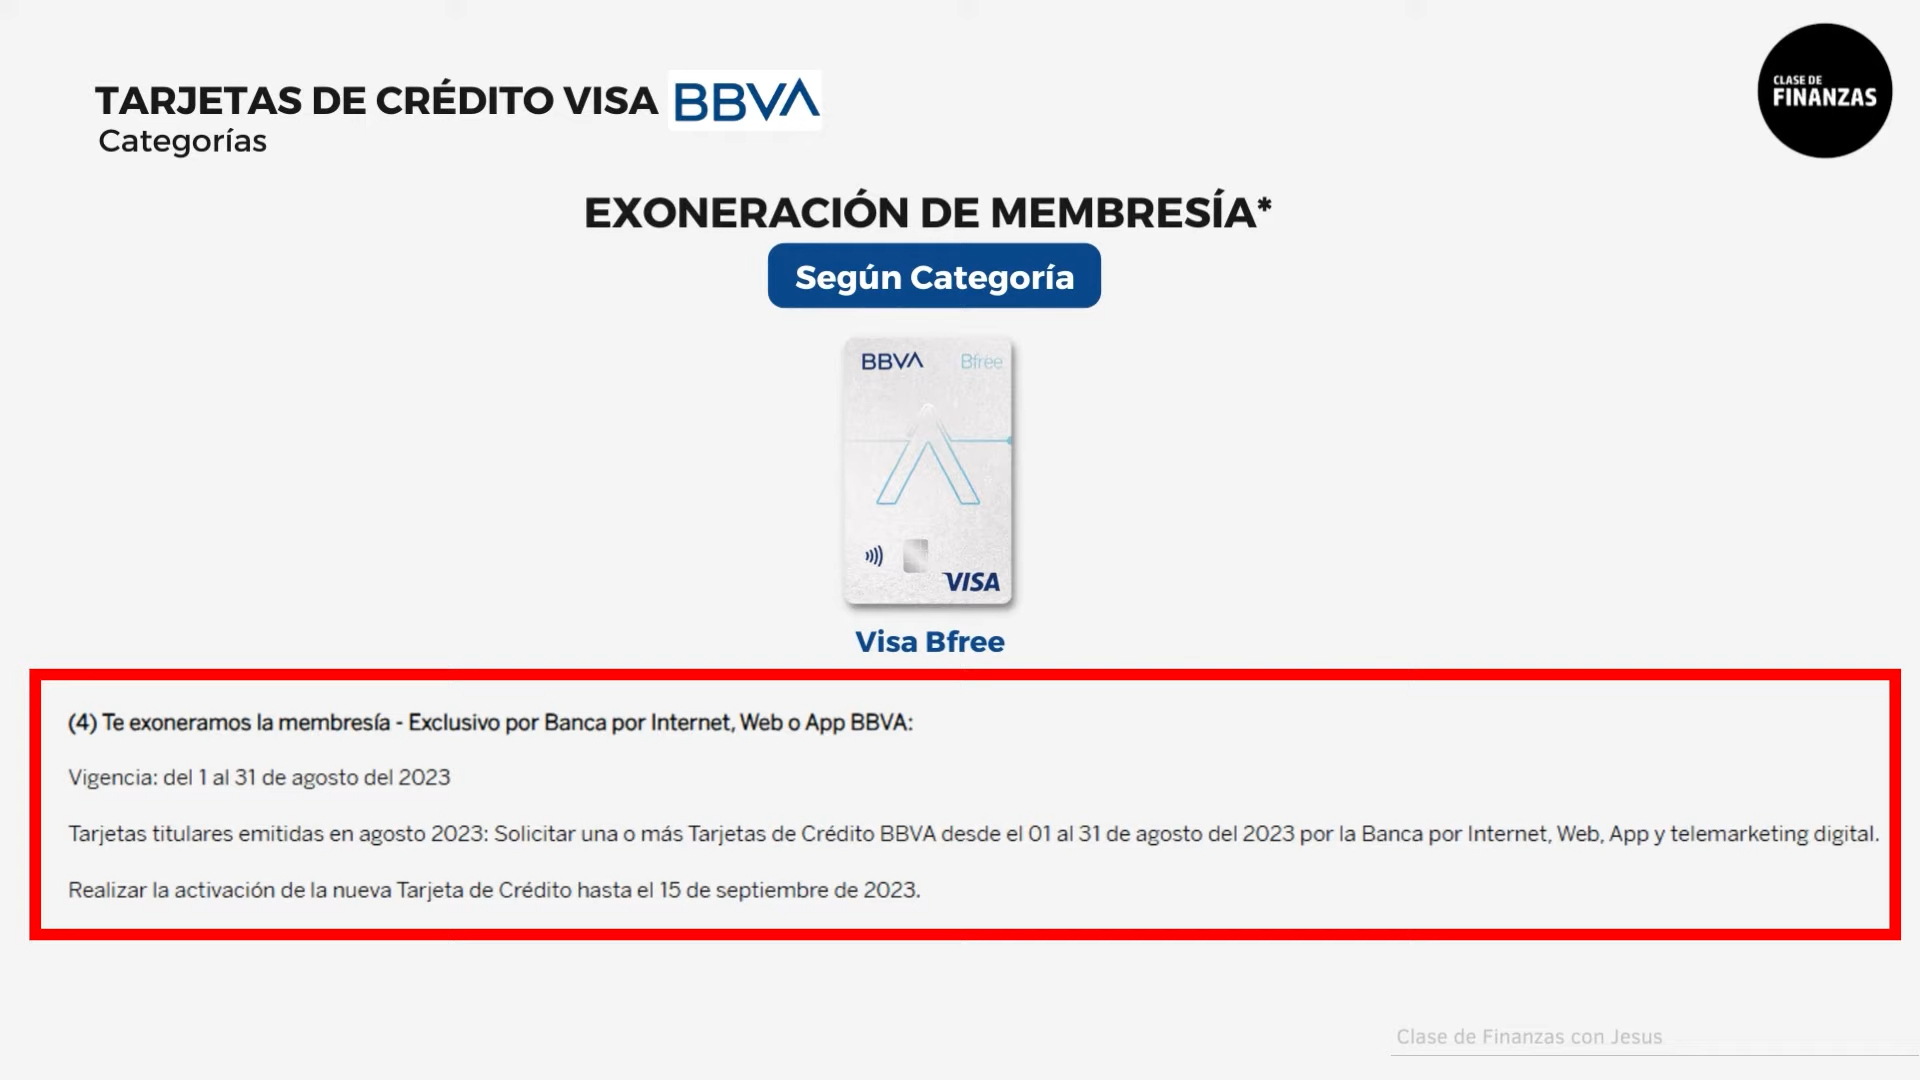 TARJETAS DE CRÉDITO VISA BBVA
Categorías
CLASE DE
FINANZAS
EXONERACIÓN DE MEMBRESÍA*
Según Categoría
BBVA Bfree
VISA
Visa Bfree
(4) Te exoneramos la membresía - Exclusivo por Banca por Internet, Web o App BBVA:
Vigencia: del 1 al 31 de agosto del 2023
Tarjetas titulares emitidas en agosto 2023: Solicitar una o más Tarjetas de Crédito BBVA desde el 01 al 31 de agosto del 2023 por la Banca por Internet, Web, App y telemarketing digital.
Realizar la activación de la nueva Tarjeta de Crédito hasta el 15 de septiembre de 2023.
Clase de Finanzas con Jesus